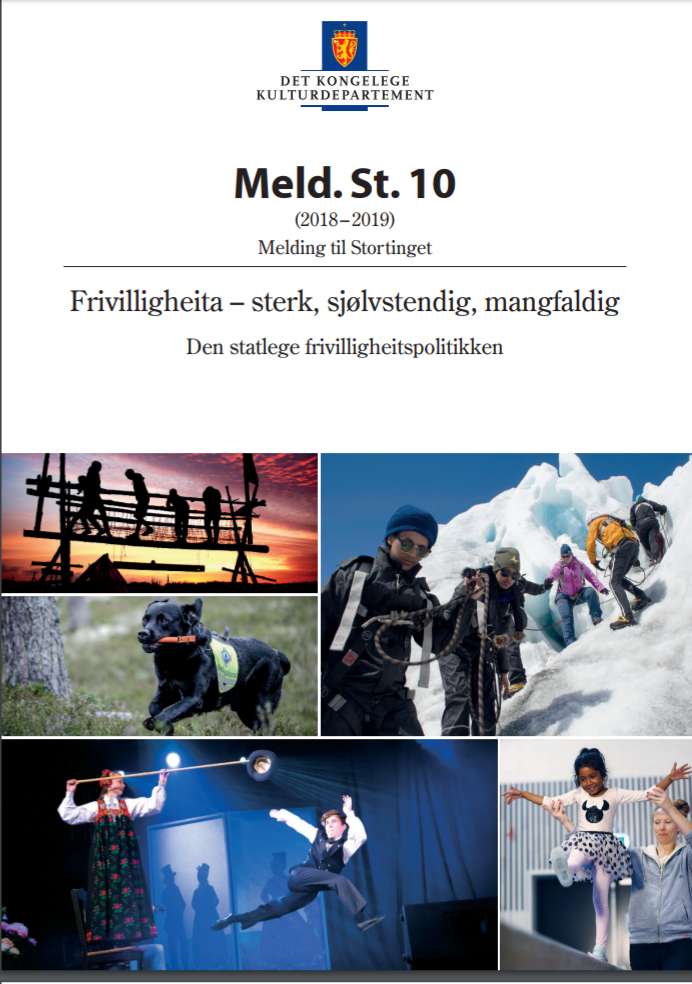 DET KONGELEGE
KULTURDEPARTEMENT
Meld. St. 10
(2018–2019)
Melding til Stortinget
Frivilligheita – sterk, sjølvstendig, mangfaldig
Den statlege frivilligheitspolitikken